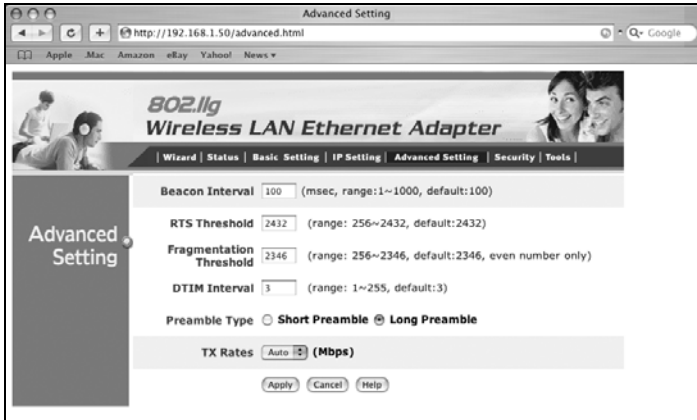 Advanced Setting
http://192.168.1.50/advanced.html
Google
Apple Mac Amazon eBay Yahoo! News
802.11g
Wireless LAN Ethernet Adapter
| Wizard | Status | Basic Setting | IP Setting | Advanced Setting | Security | Tools |
Advanced Setting
Beacon Interval 100 (msec, range:1~1000, default:100)
RTS Threshold 2432 (range: 256~2432, default:2432)
Fragmentation Threshold 2346 (range: 256~2346, default:2346, even number only)
DTIM Interval 3 (range: 1~255, default:3)
Preamble Type Short Preamble Long Preamble
TX Rates Auto (Mbps)
Apply Cancel Help